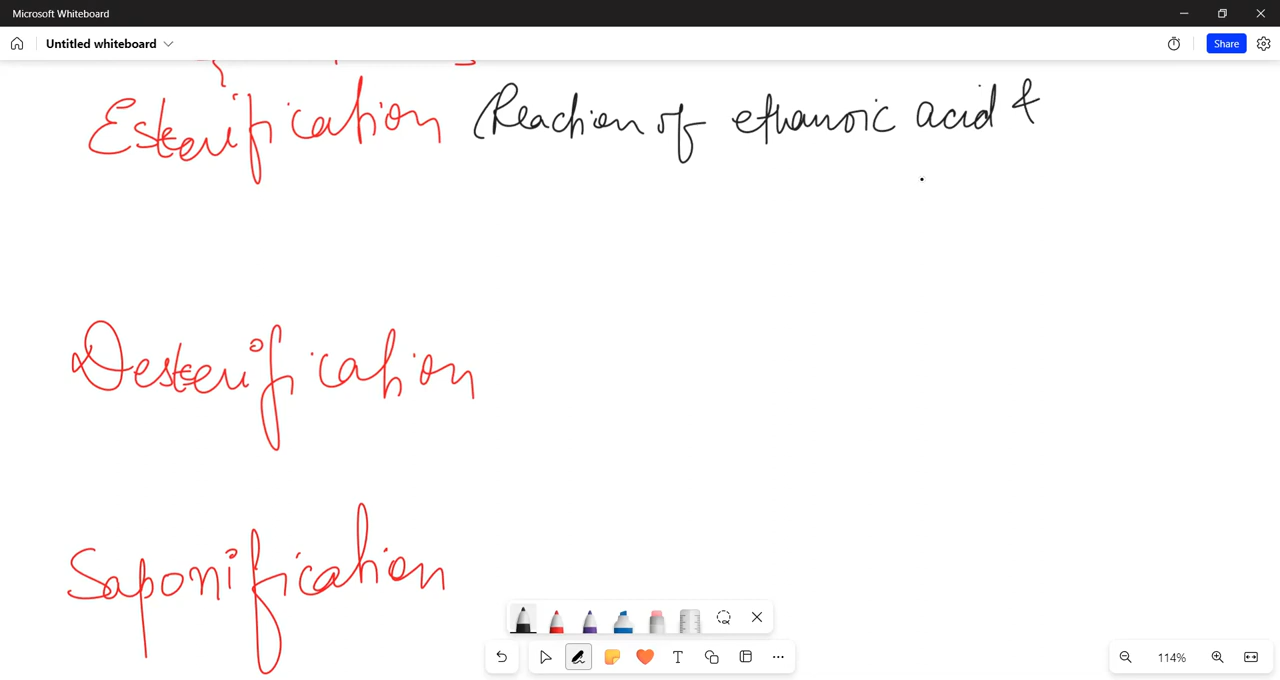 Microsoft Whiteboard
Untitled whiteboard
Share
Esterification (Reaction of ethanoic acid &
Desterification
Saponification
114%